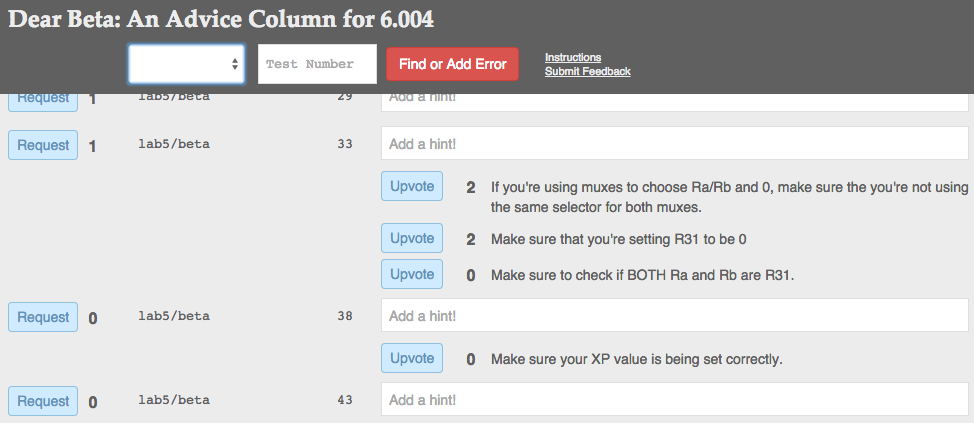 Dear Beta: An Advice Column for 6.004
Test Number
Find or Add Error
Instructions
Submit Feedback
Request 1 lab5/beta 29 Add a hint!
Request 1 lab5/beta 33 Add a hint!
Upvote 2 If you're using muxes to choose Ra/Rb and 0, make sure the you're not using
the same selector for both muxes.
Upvote 2 Make sure that you're setting R31 to be 0
Upvote 0 Make sure to check if BOTH Ra and Rb are R31.
Request 0 lab5/beta 38 Add a hint!
Upvote 0 Make sure your XP value is being set correctly.
Request 0 lab5/beta 43 Add a hint!